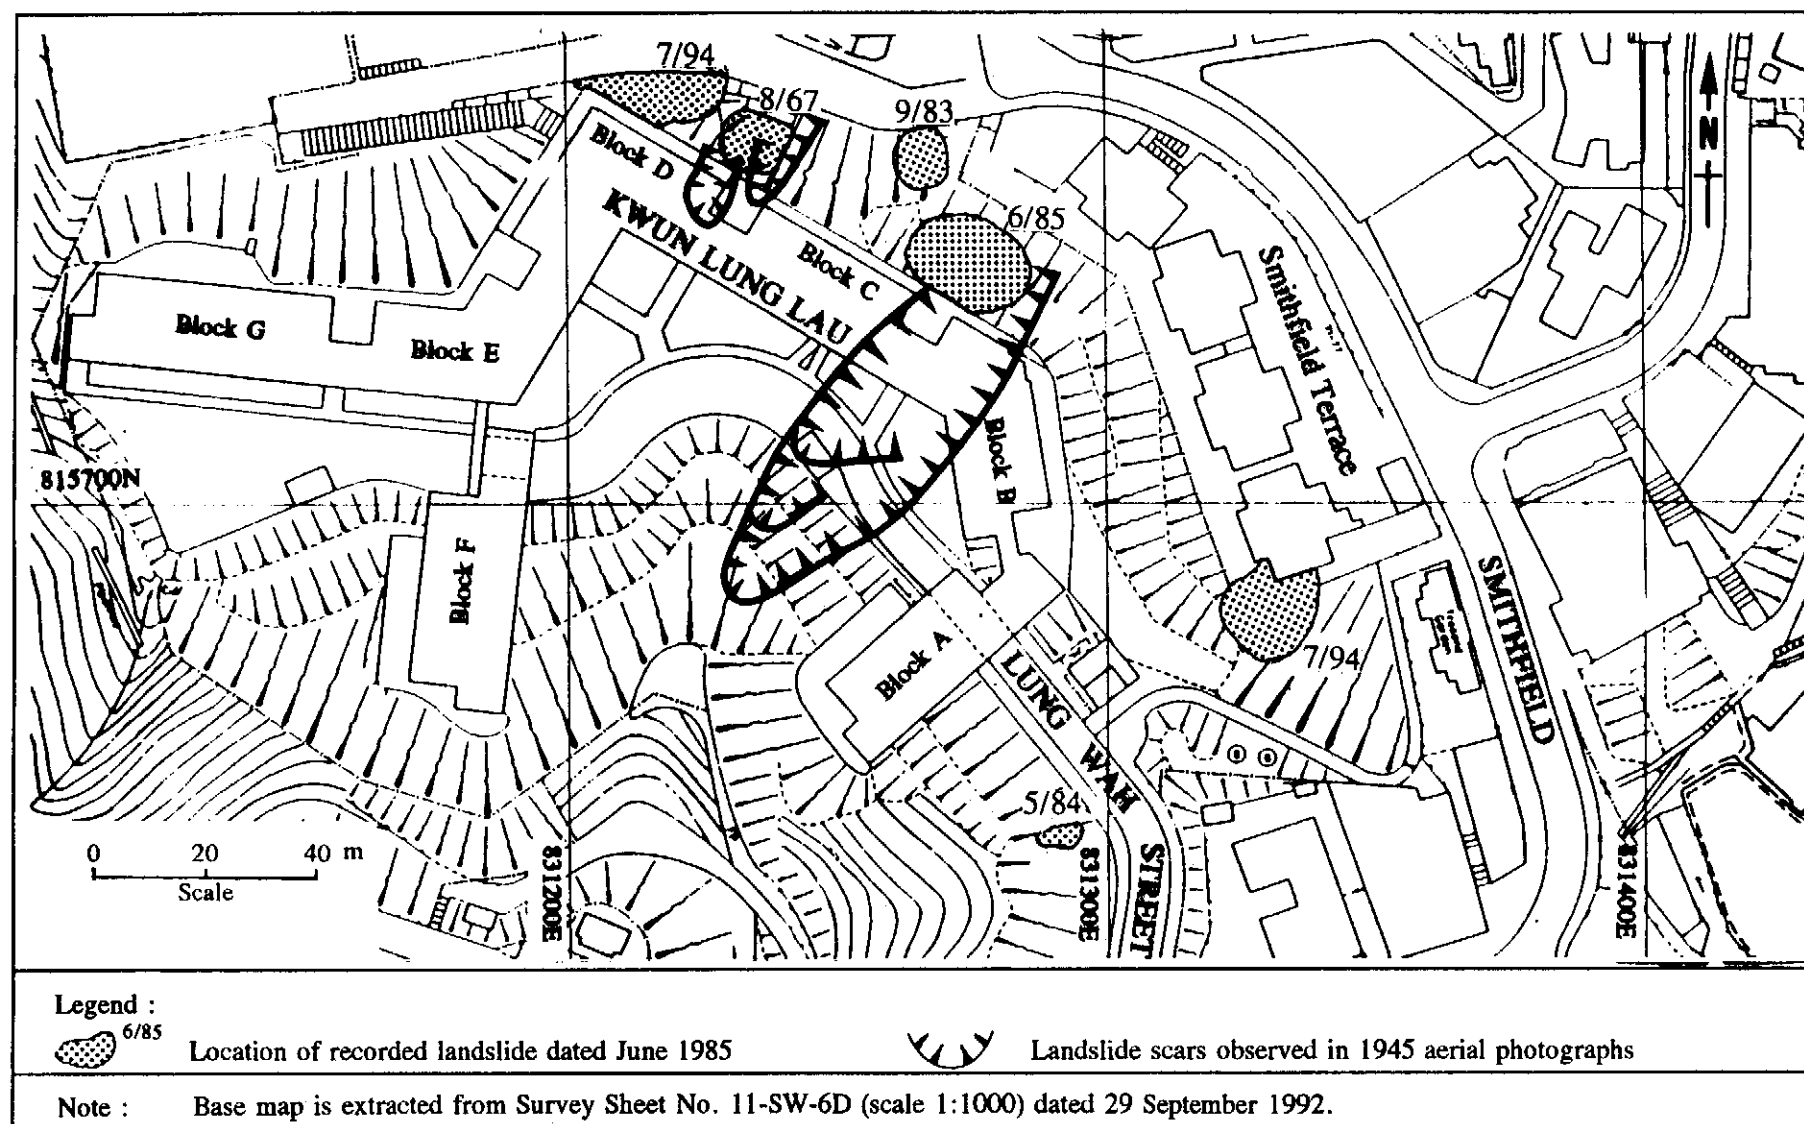 7/94
8/67
9/83
N
Block D
KWUN LUNG LAU
6/85
Block C
Smithfield Terrace
Block G
Block E
Block B
815700N
Block F
SMITHFIELD
Block A
LUNG WAH STREET
7/94
5/84
0 20 40 m
Scale
831200E
831300E
831400E
Legend :
6/85
Location of recorded landslide dated June 1985
Landslide scars observed in 1945 aerial photographs
Note : Base map is extracted from Survey Sheet No. 11-SW-6D (scale 1:1000) dated 29 September 1992.